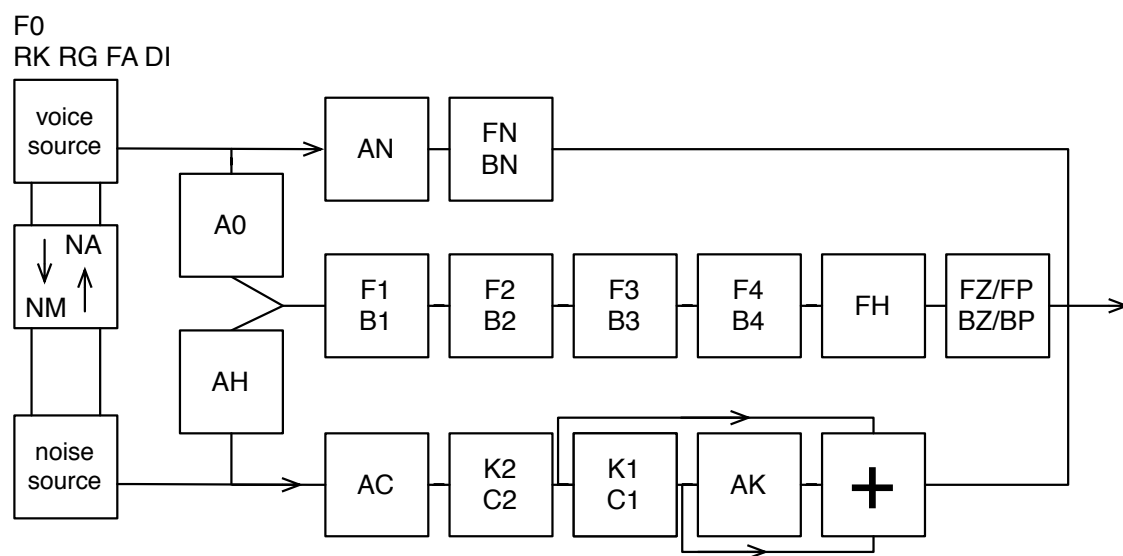 F0
RK RG FA DI
voice
source
AN
FN
BN
A0
NA
NM
F1
B1
F2
B2
F3
B3
F4
B4
FH
FZ/FP
BZ/BP
AH
noise
source
AC
K2
C2
K1
C1
AK
+